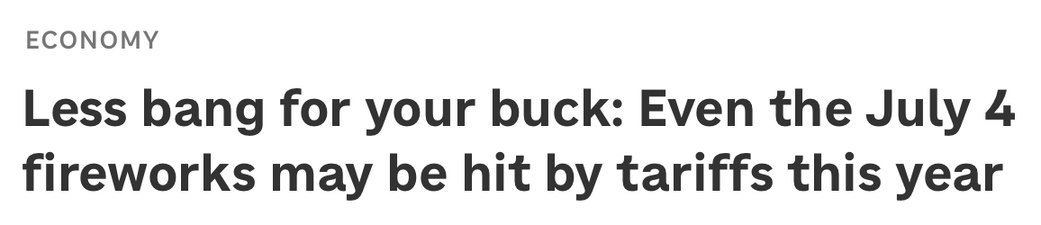 ECONOMY
Less bang for your buck: Even the July 4
fireworks may be hit by tariffs this year